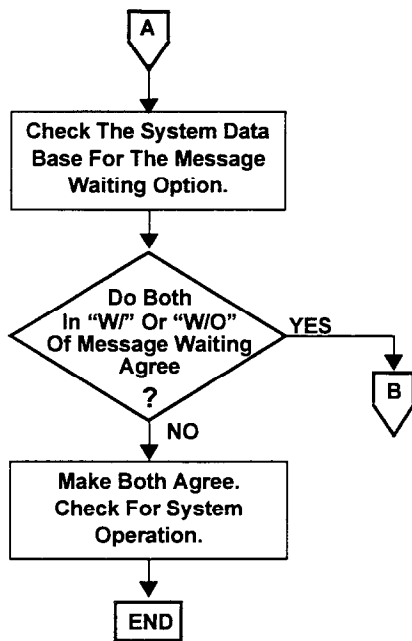 A
Check The System Data
Base For The Message
Waiting Option.
Do Both
In "W/" Or "W/O"
Of Message Waiting
Agree
?
YES
B
NO
Make Both Agree.
Check For System
Operation.
END